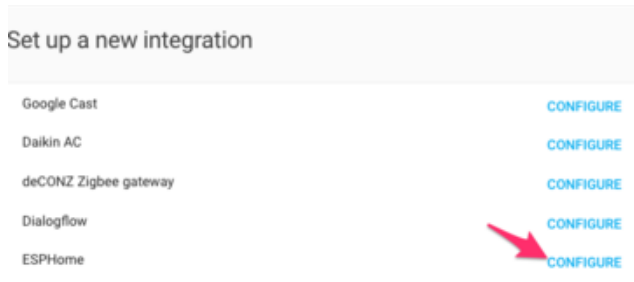 Set up a new integration
Google Cast CONFIGURE
Daikin AC CONFIGURE
deCONZ Zigbee gateway CONFIGURE
Dialogflow CONFIGURE
ESPHome CONFIGURE